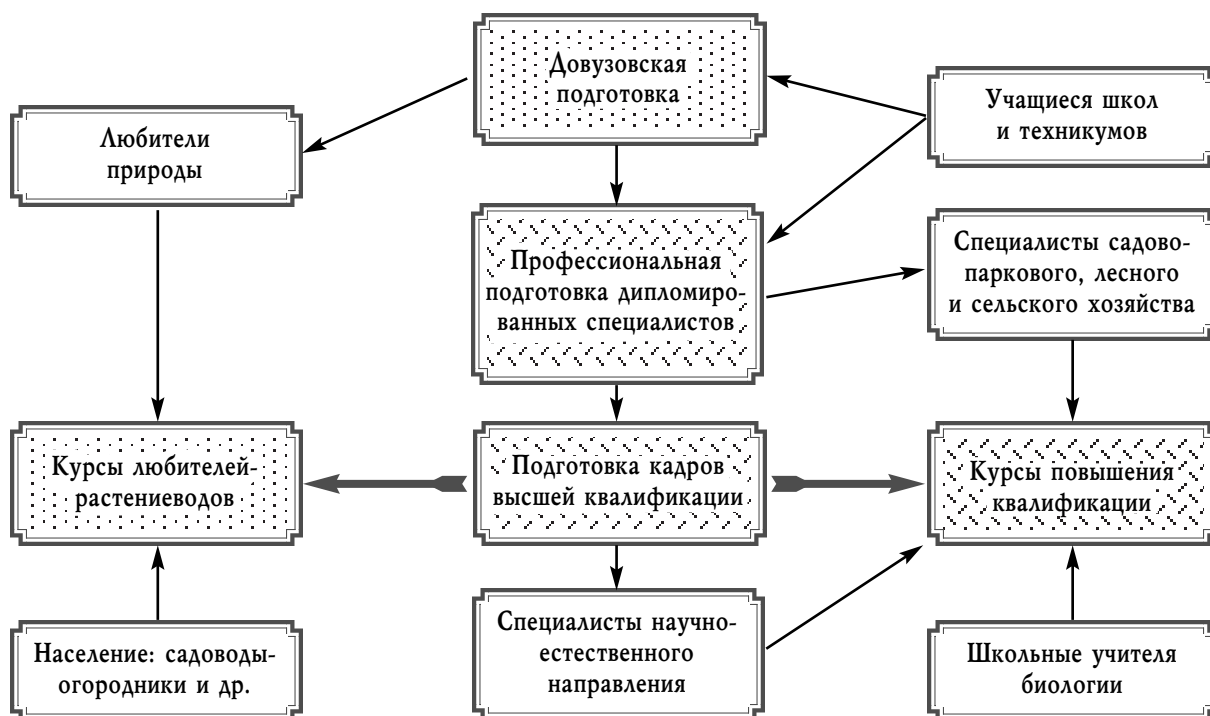 Довузовская
подготовка
Учащиеся школ
и техникумов
Любители
природы
Специалисты садово-
паркового, лесного
и сельского хозяйства
Профессиональная
подготовка дипломиро-
ванных специалистов
Курсы любителей-
растениеводов
Подготовка кадров
высшей квалификации
Курсы повышения
квалификации
Население: садоводы-
огородники и др.
Специалисты научно-
естественного
направления
Школьные учителя
биологии